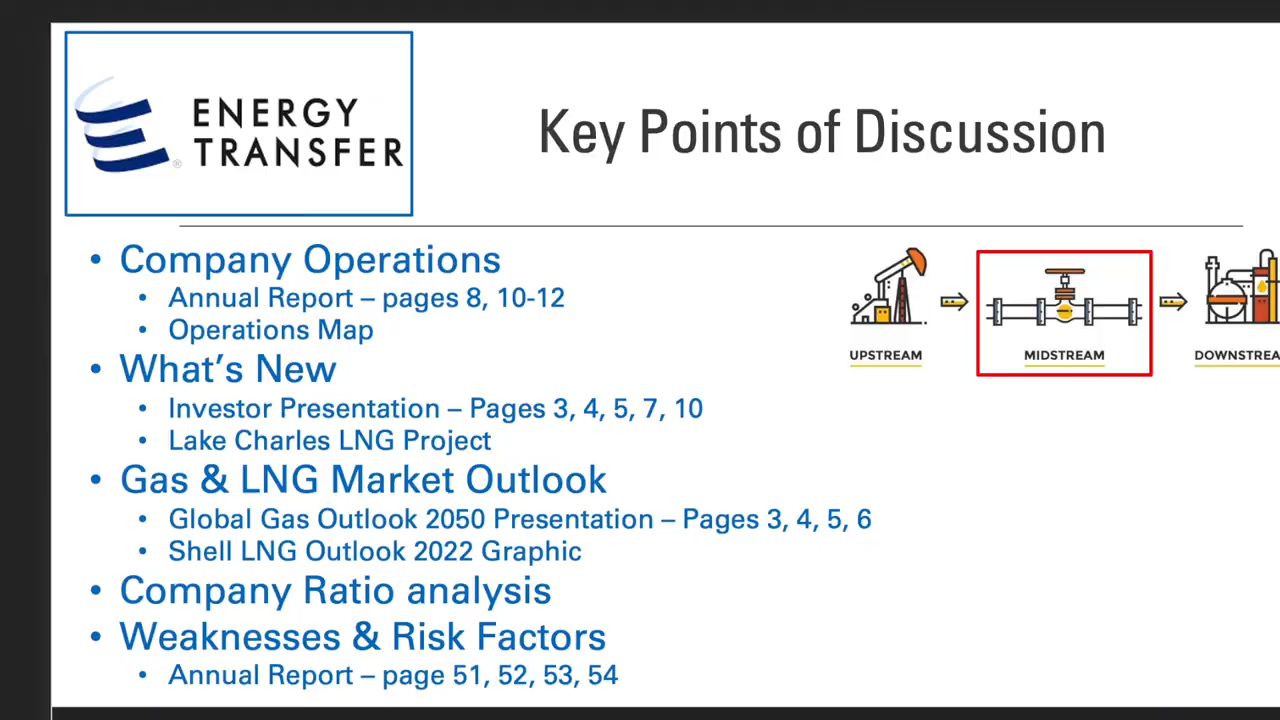 ENERGY
TRANSFER
®
Key Points of Discussion
• Company Operations
• Annual Report – pages 8, 10-12
• Operations Map
• What’s New
• Investor Presentation – Pages 3, 4, 5, 7, 10
• Lake Charles LNG Project
• Gas & LNG Market Outlook
• Global Gas Outlook 2050 Presentation – Pages 3, 4, 5, 6
• Shell LNG Outlook 2022 Graphic
• Company Ratio analysis
• Weaknesses & Risk Factors
• Annual Report – page 51, 52, 53, 54
UPSTREAM
MIDSTREAM
DOWNSTREA